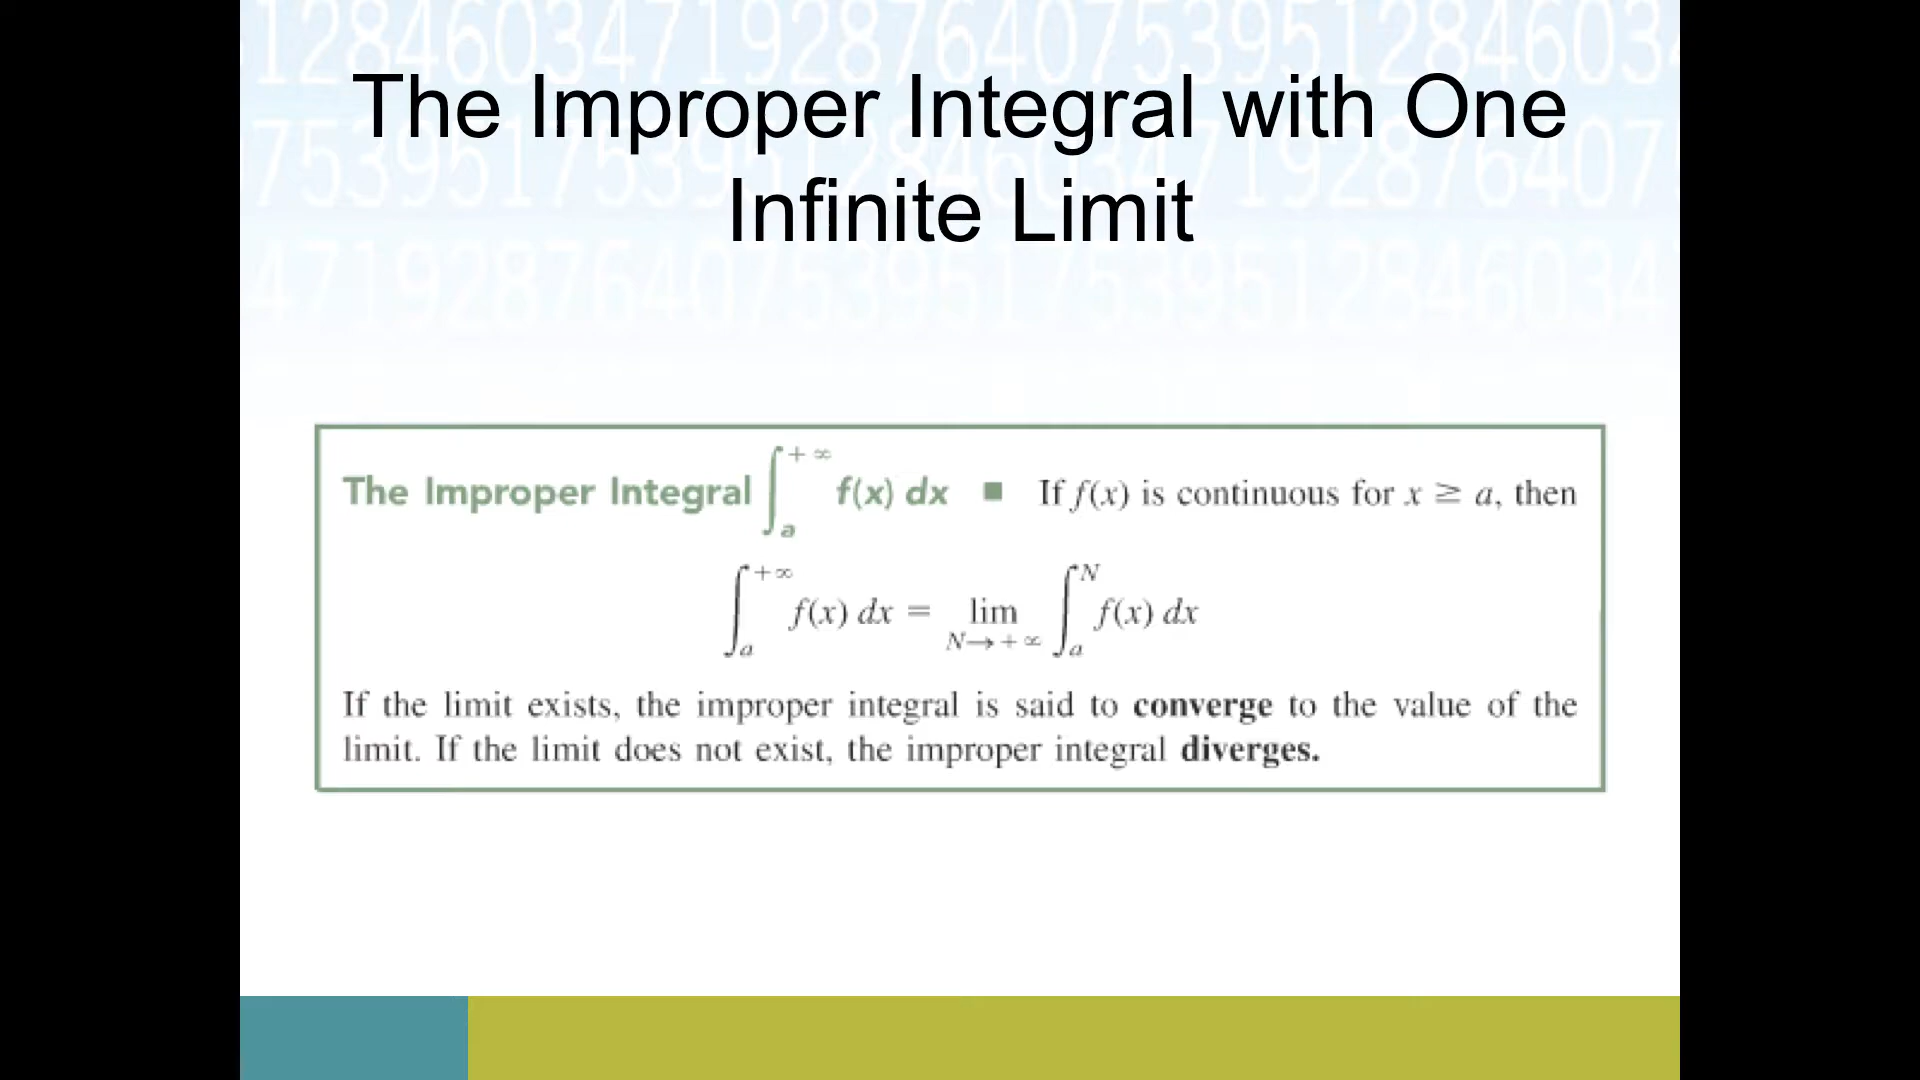 128460347192876407539512846034
The Improper Integral with One
Infinite Limit
The Improper Integral ∫ₐ^{+∞} f(x) dx ■ If f(x) is continuous for x ≥ a, then
∫ₐ^{+∞} f(x) dx = lim_{N→+∞} ∫ₐ^N f(x) dx
If the limit exists, the improper integral is said to converge to the value of the
limit. If the limit does not exist, the improper integral diverges.